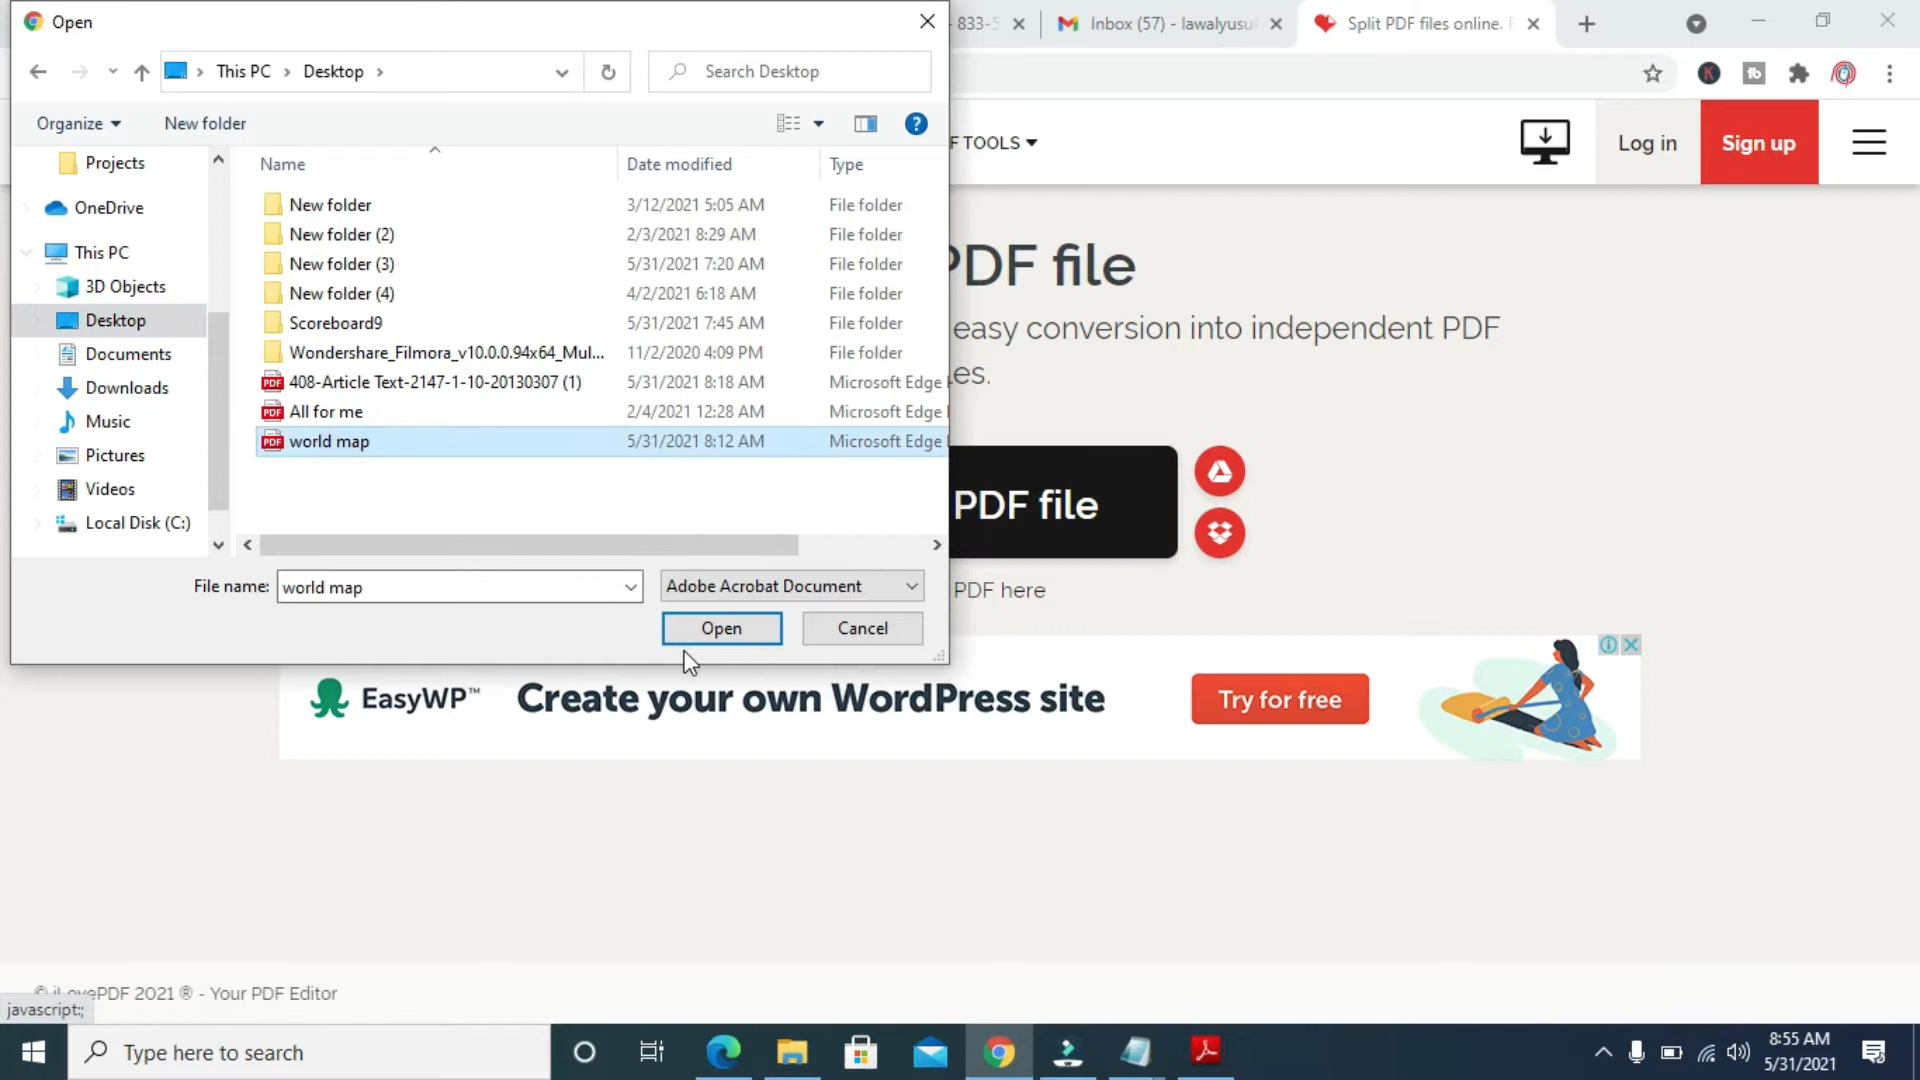 Open
833-5
Inbox (57) - lawalyusu
Split PDF files online.
This PC
Desktop
Search Desktop
Organize
New folder
F TOOLS
Log in
Sign up
Name
Date modified
Type
Projects
OneDrive
This PC
3D Objects
Desktop
Documents
Downloads
Music
Pictures
Videos
Local Disk (C:)
New folder 3/12/2021 5:05 AM File folder
New folder (2) 2/3/2021 8:29 AM File folder
New folder (3) 5/31/2021 7:20 AM File folder
New folder (4) 4/2/2021 6:18 AM File folder
Scoreboard9 5/31/2021 7:45 AM File folder
Wondershare_Filmora_v10.0.0.94x64_Mul... 11/2/2020 4:09 PM File folder
PDF 408-Article Text-2147-1-10-20130307 (1) 5/31/2021 8:18 AM Microsoft Edge
PDF All for me 2/4/2021 12:28 AM Microsoft Edge
PDF world map 5/31/2021 8:12 AM Microsoft Edge
File name: world map
Adobe Acrobat Document
Open
Cancel
PDF file
easy conversion into independent PDF
es.
PDF file
PDF here
EasyWP™
Create your own WordPress site
Try for free
© iLovePDF 2021 ® - Your PDF Editor
javascript:;
Type here to search
8:55 AM
5/31/2021